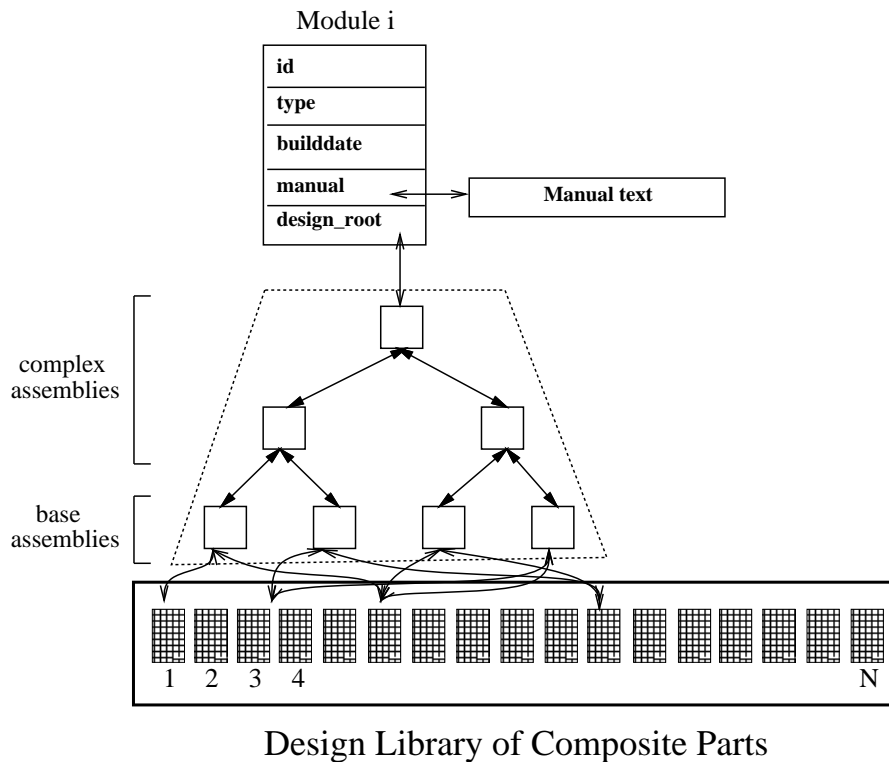 Module i
id
type
builddate
manual
Manual text
design_root
complex
assemblies
base
assemblies
1 2 3 4 N
Design Library of Composite Parts